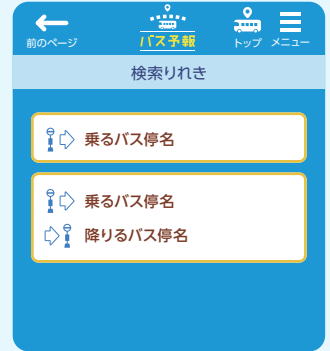 前のページ
バス予報
トップ
メニュー
検索りれき
乗るバス停名
乗るバス停名
降りるバス停名